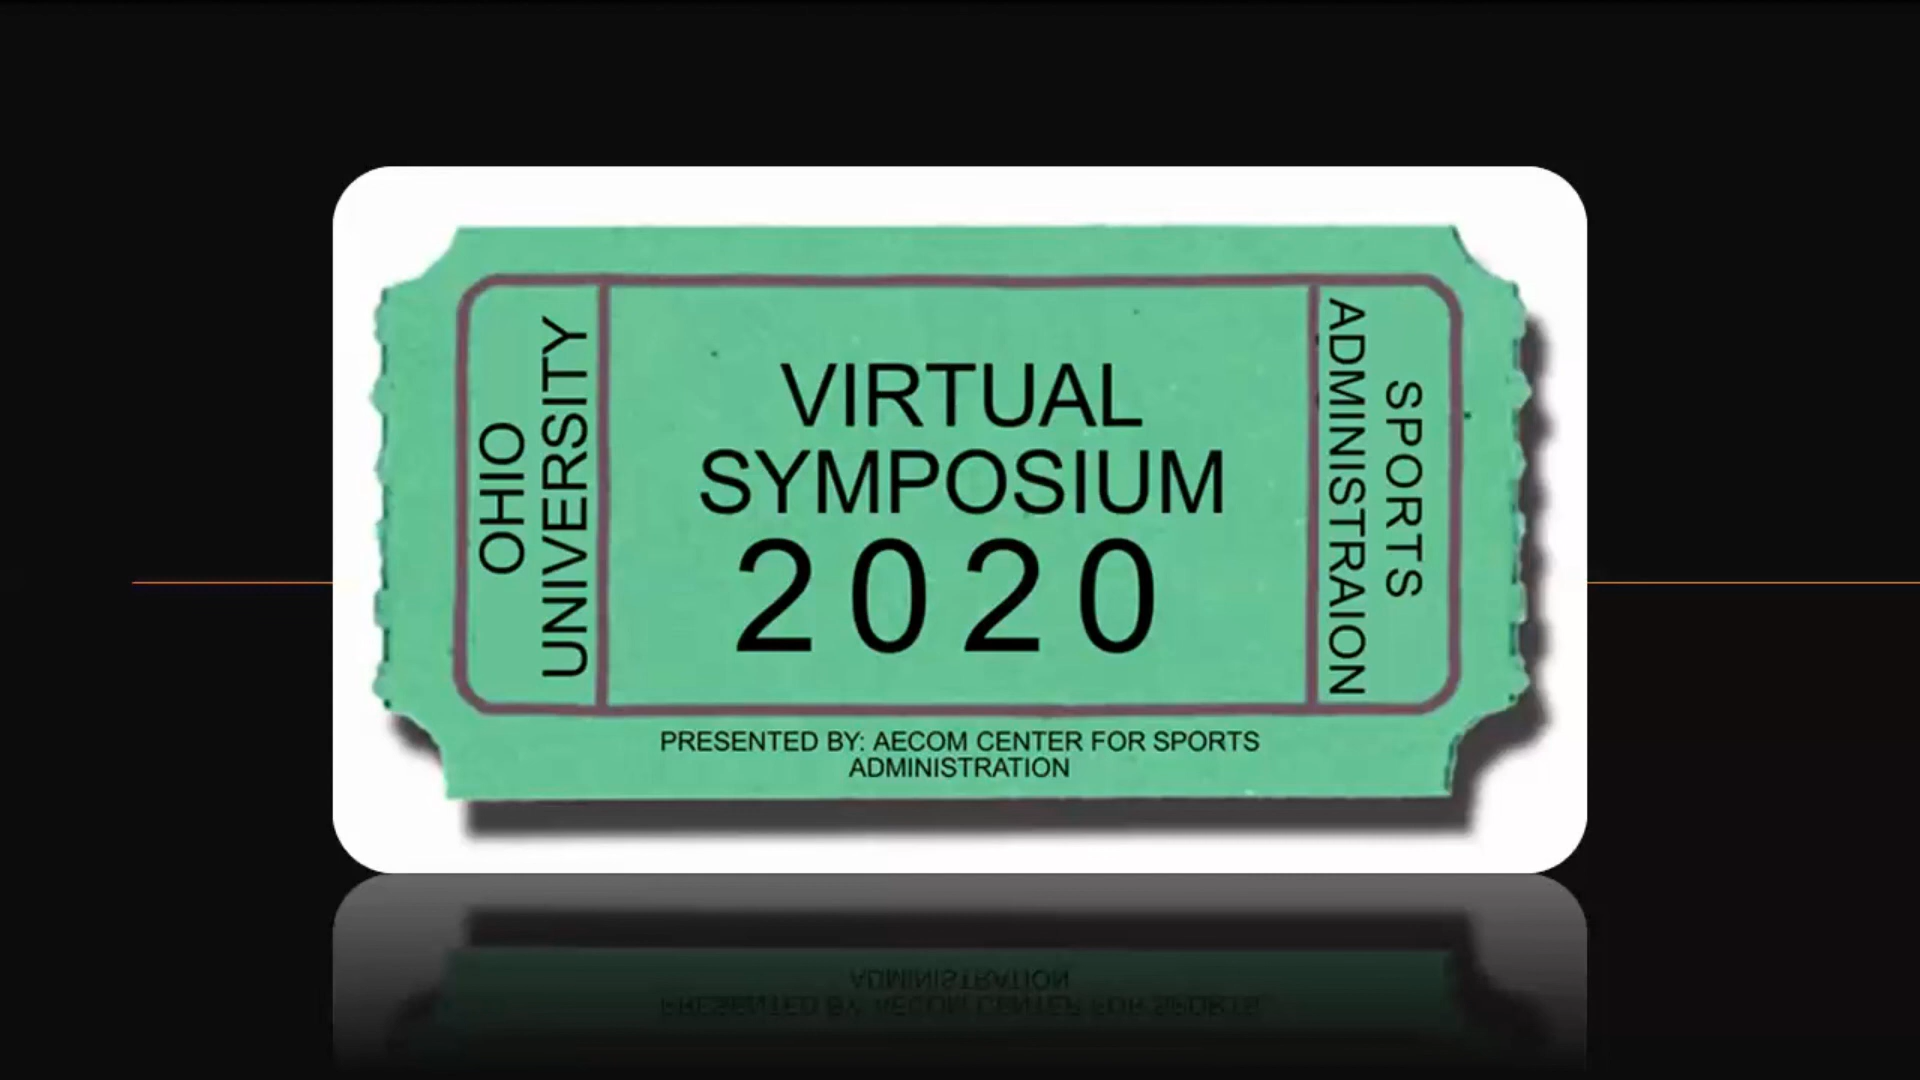 OHIO
UNIVERSITY
VIRTUAL
SYMPOSIUM
2020
SPORTS
ADMINISTRAION
PRESENTED BY: AECOM CENTER FOR SPORTS
ADMINISTRATION